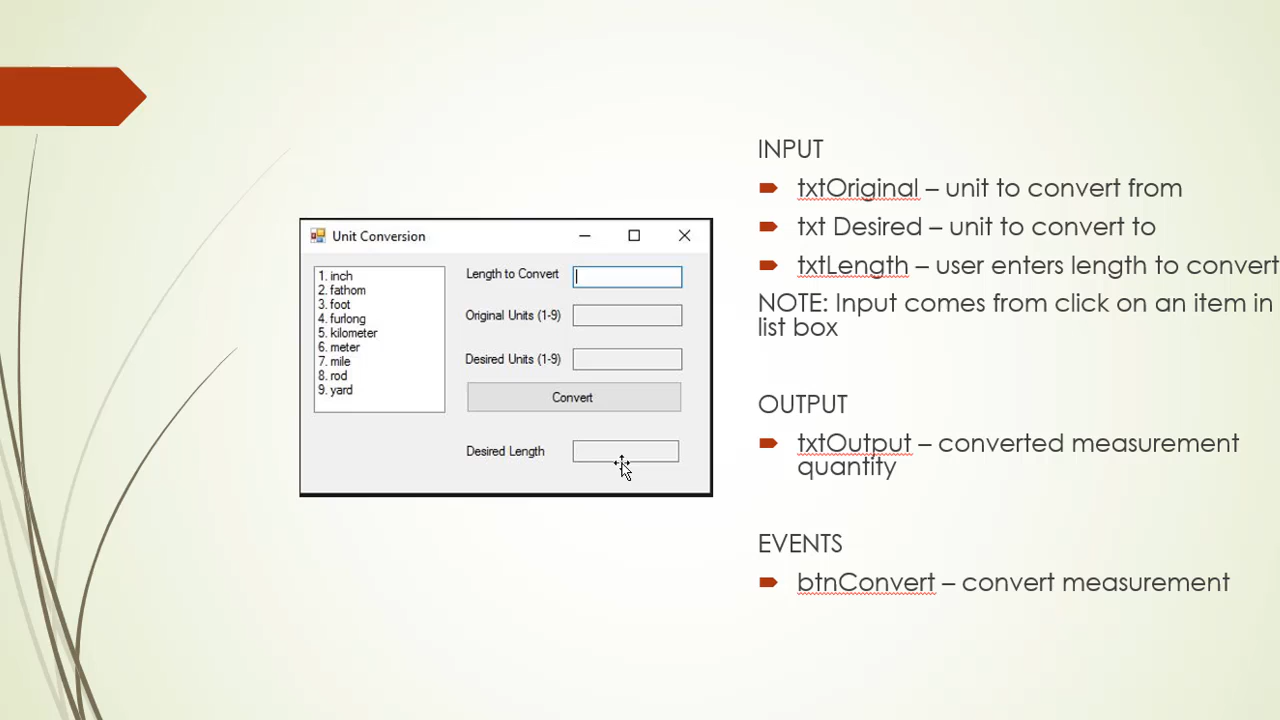 Unit Conversion
1. inch
2. fathom
3. foot
4. furlong
5. kilometer
6. meter
7. mile
8. rod
9. yard
Length to Convert
Original Units (1-9)
Desired Units (1-9)
Convert
Desired Length
INPUT
txtOriginal – unit to convert from
txt Desired – unit to convert to
txtLength – user enters length to convert
NOTE: Input comes from click on an item in
list box
OUTPUT
txtOutput – converted measurement
quantity
EVENTS
btnConvert – convert measurement